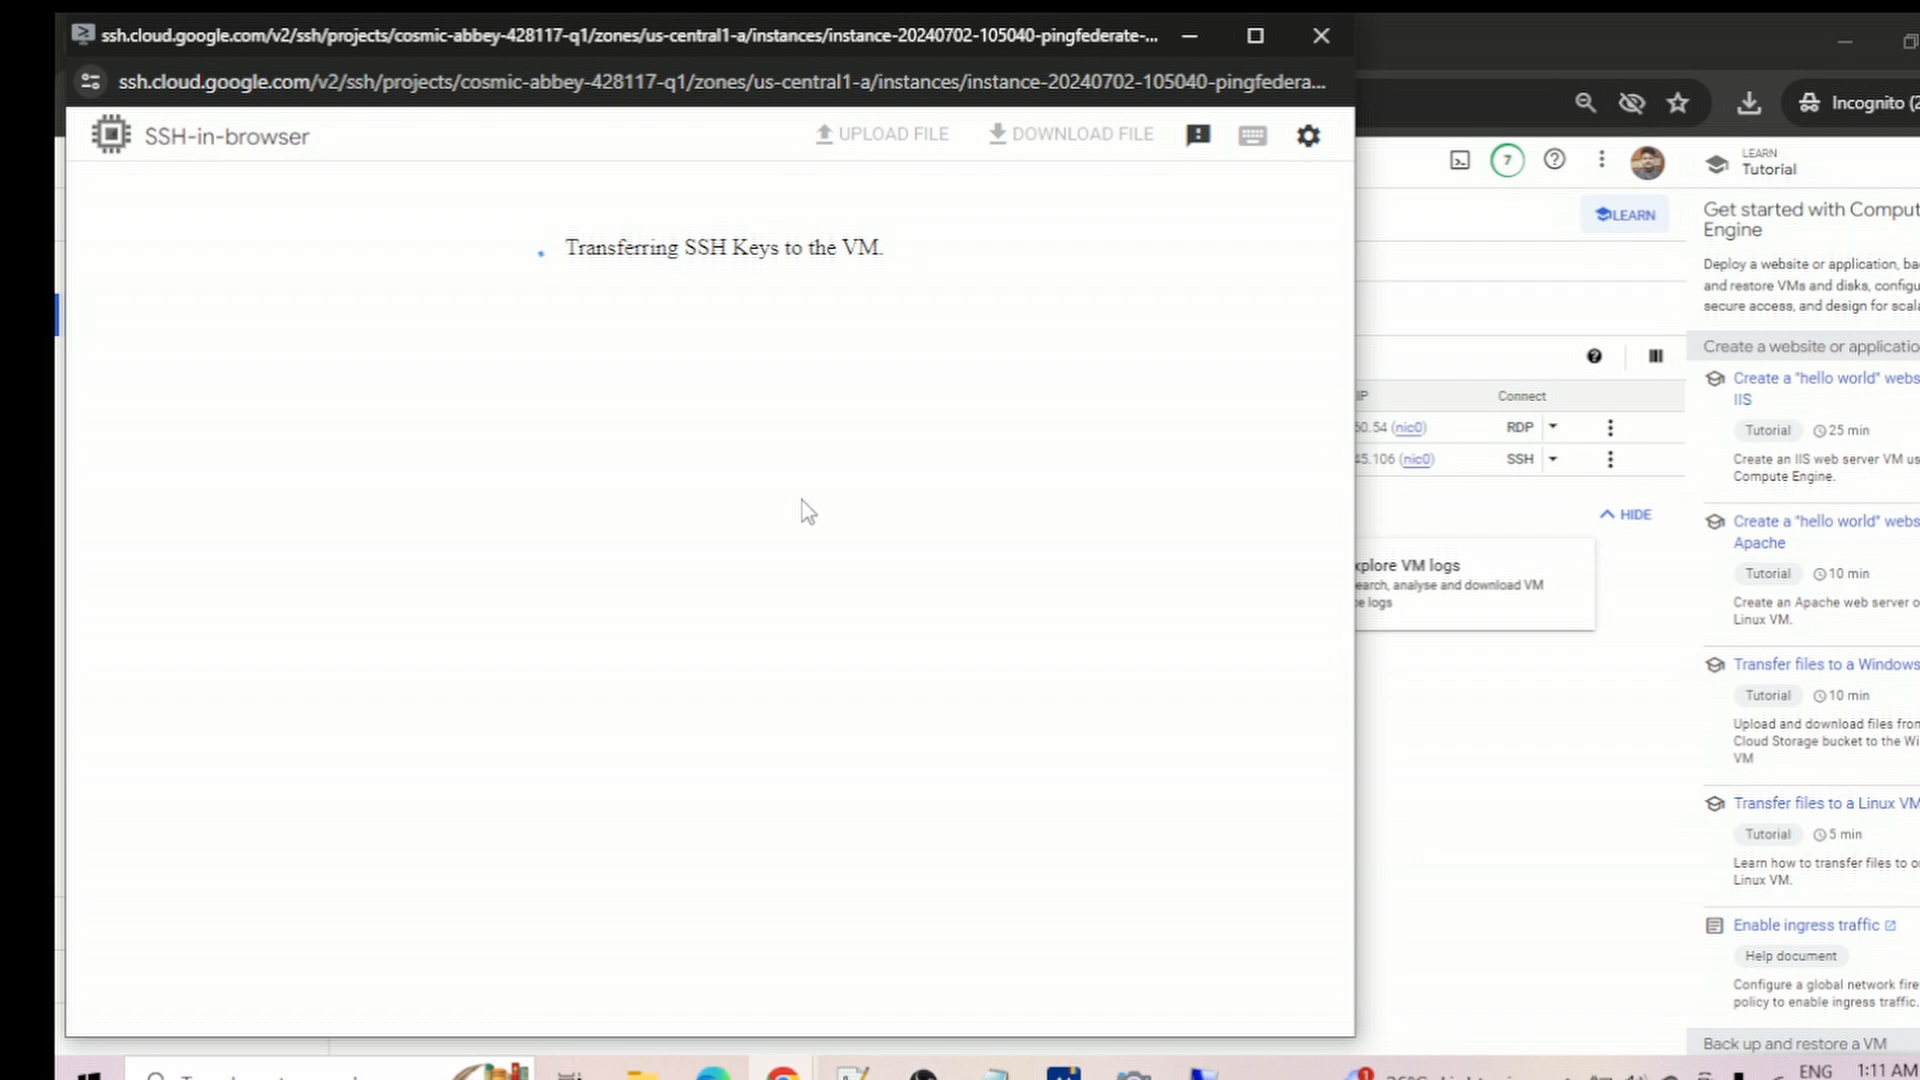 ssh.cloud.google.com/v2/ssh/projects/cosmic-abbey-428117-q1/zones/us-central1-a/instances/instance-20240702-105040-pingfederate-...
ssh.cloud.google.com/v2/ssh/projects/cosmic-abbey-428117-q1/zones/us-central1-a/instances/instance-20240702-105040-pingfedera...
Incognito (2
SSH-in-browser
UPLOAD FILE
DOWNLOAD FILE
Transferring SSH Keys to the VM.
7
LEARN
IP
Connect
60.54 (nic0)
RDP
45.106 (nic0)
SSH
HIDE
xplore VM logs
earch, analyse and download VM
e logs
LEARN
Tutorial
Get started with Comput
Engine
Deploy a website or application, ba
and restore VMs and disks, configu
secure access, and design for scala
Create a website or applicatio
Create a "hello world" webs
IIS
Tutorial
25 min
Create an IIS web server VM us
Compute Engine.
Create a "hello world" webs
Apache
Tutorial
10 min
Create an Apache web server o
Linux VM.
Transfer files to a Windows
Tutorial
10 min
Upload and download files from
Cloud Storage bucket to the Wi
VM
Transfer files to a Linux VM
Tutorial
5 min
Learn how to transfer files to o
Linux VM.
Enable ingress traffic
Help document
Configure a global network fire
policy to enable ingress traffic.
Back up and restore a VM
ENG
1:11 AM